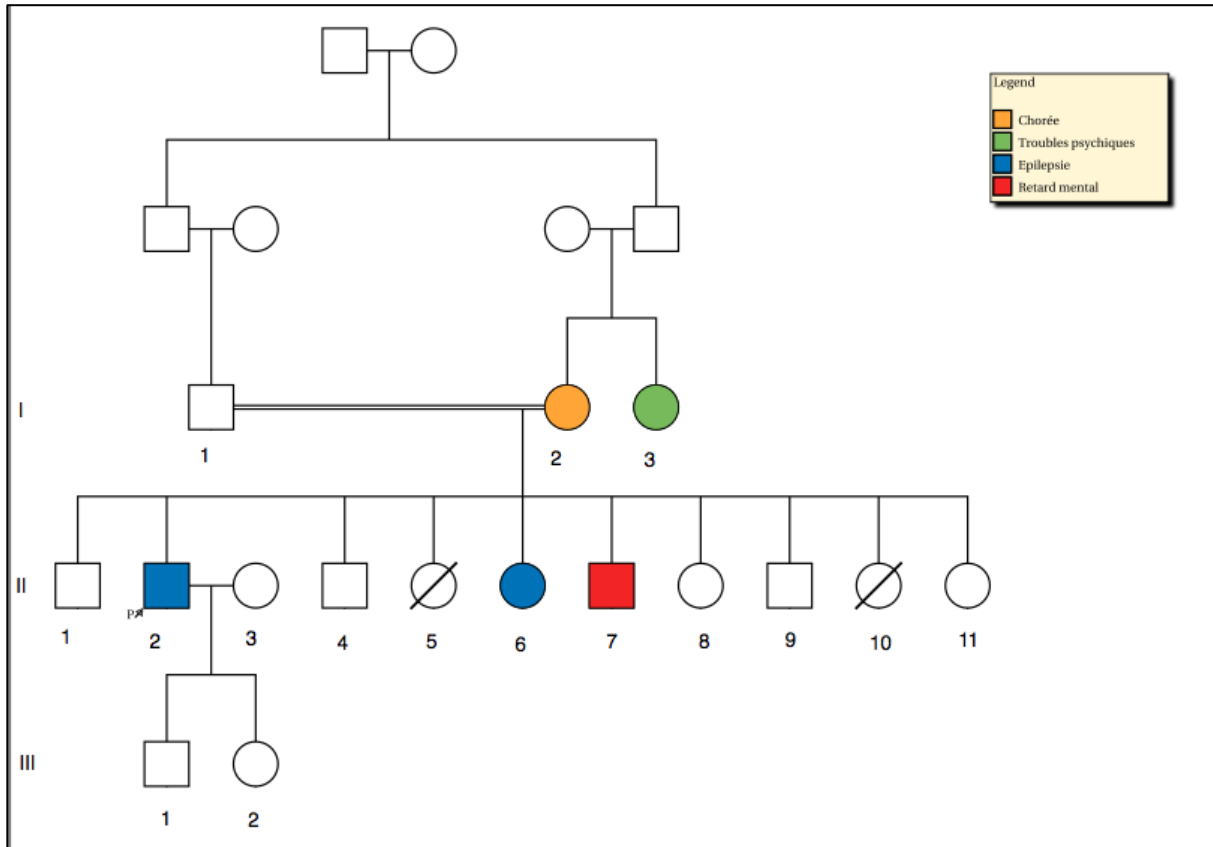 Legend
Chorée
Troubles psychiques
Epilepsie
Retard mental
I
1
2
3
II
P
1
2
3
4
5
6
7
8
9
10
11
III
1
2